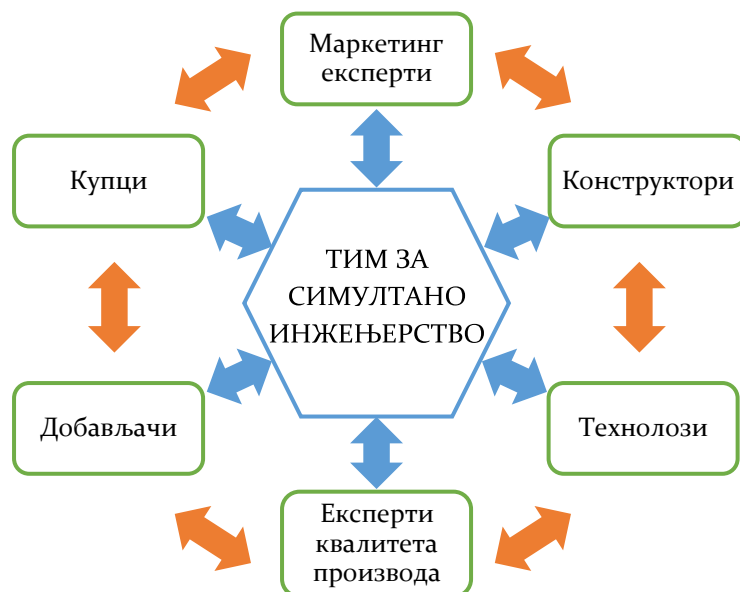 Маркетинг
експерти
Купци
Конструктори
ТИМ ЗА
СИМУЛТАНО
ИНЖЕЊЕРСТВО
Добављачи
Технолози
Експерти
квалитета
производа